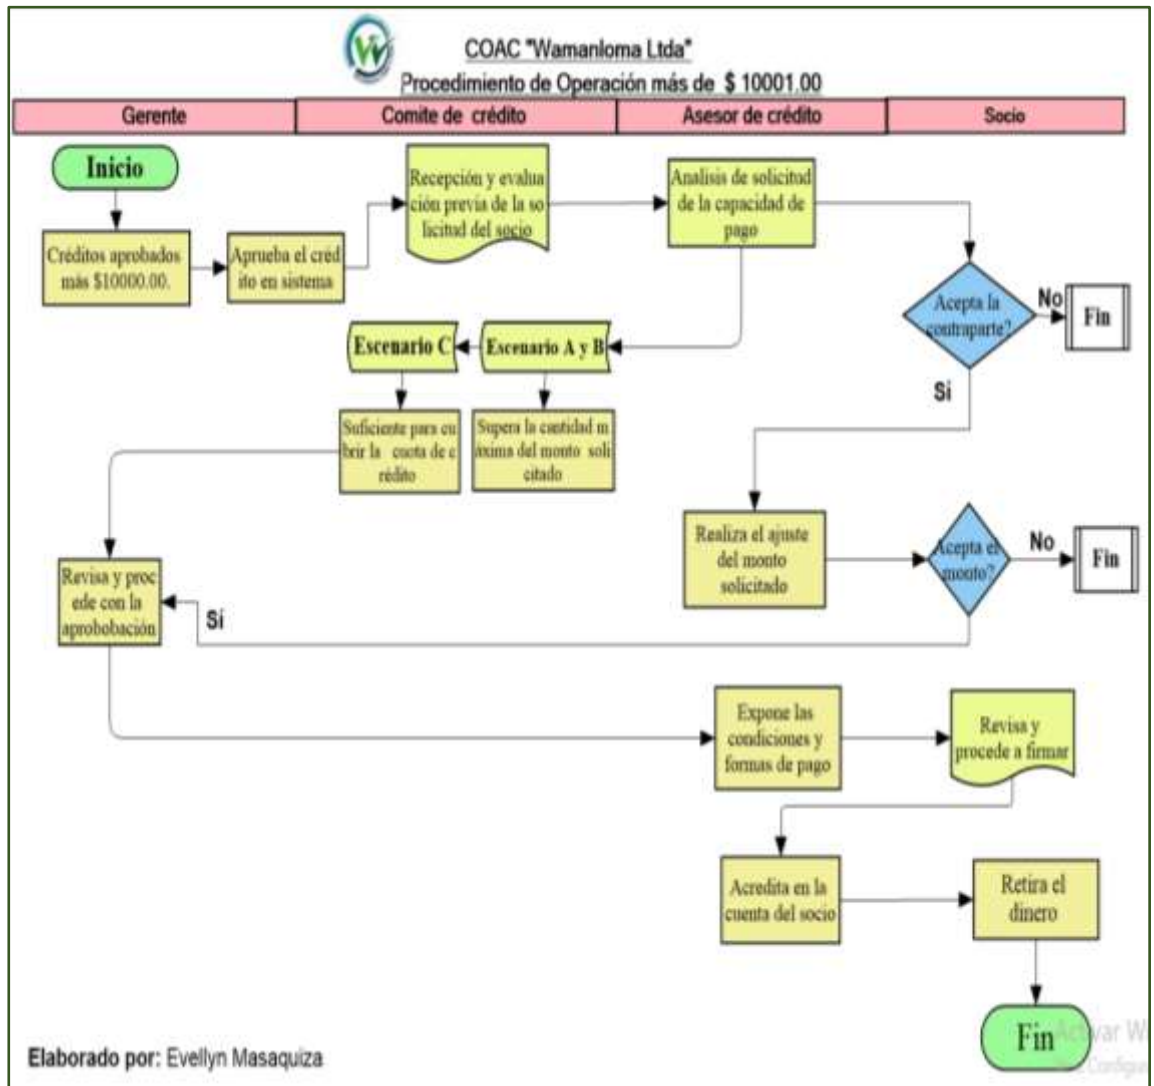 COAC "Wamanloma Ltda"
Procedimiento de Operación más de $ 10001.00
Gerente
Comite de crédito
Asesor de crédito
Socio
Inicio
Créditos aprobados
más $10000.00.
Aprueba el créd
ito en sistema
Recepción y evalua
ción previa de la so
licitud del socio
Analisis de solicitud
de la capacidad de
pago
Acepta la
contraparte?
No
Fin
Sí
Escenario C
Escenario A y B
Suficiente para cu
brir la cuota de c
rédito
Supera la cantidad m
áxima del monto soli
citado
Realiza el ajuste
del monto
solicitado
Acepta el
monto?
No
Fin
Revisa y proc
ede con la
aprobobación
Sí
Expone las
condiciones y
formas de pago
Revisa y
procede a firmar
Acredita en la
cuenta del socio
Retira el
dinero
Fin
Elaborado por: Evellyn Masaquiza